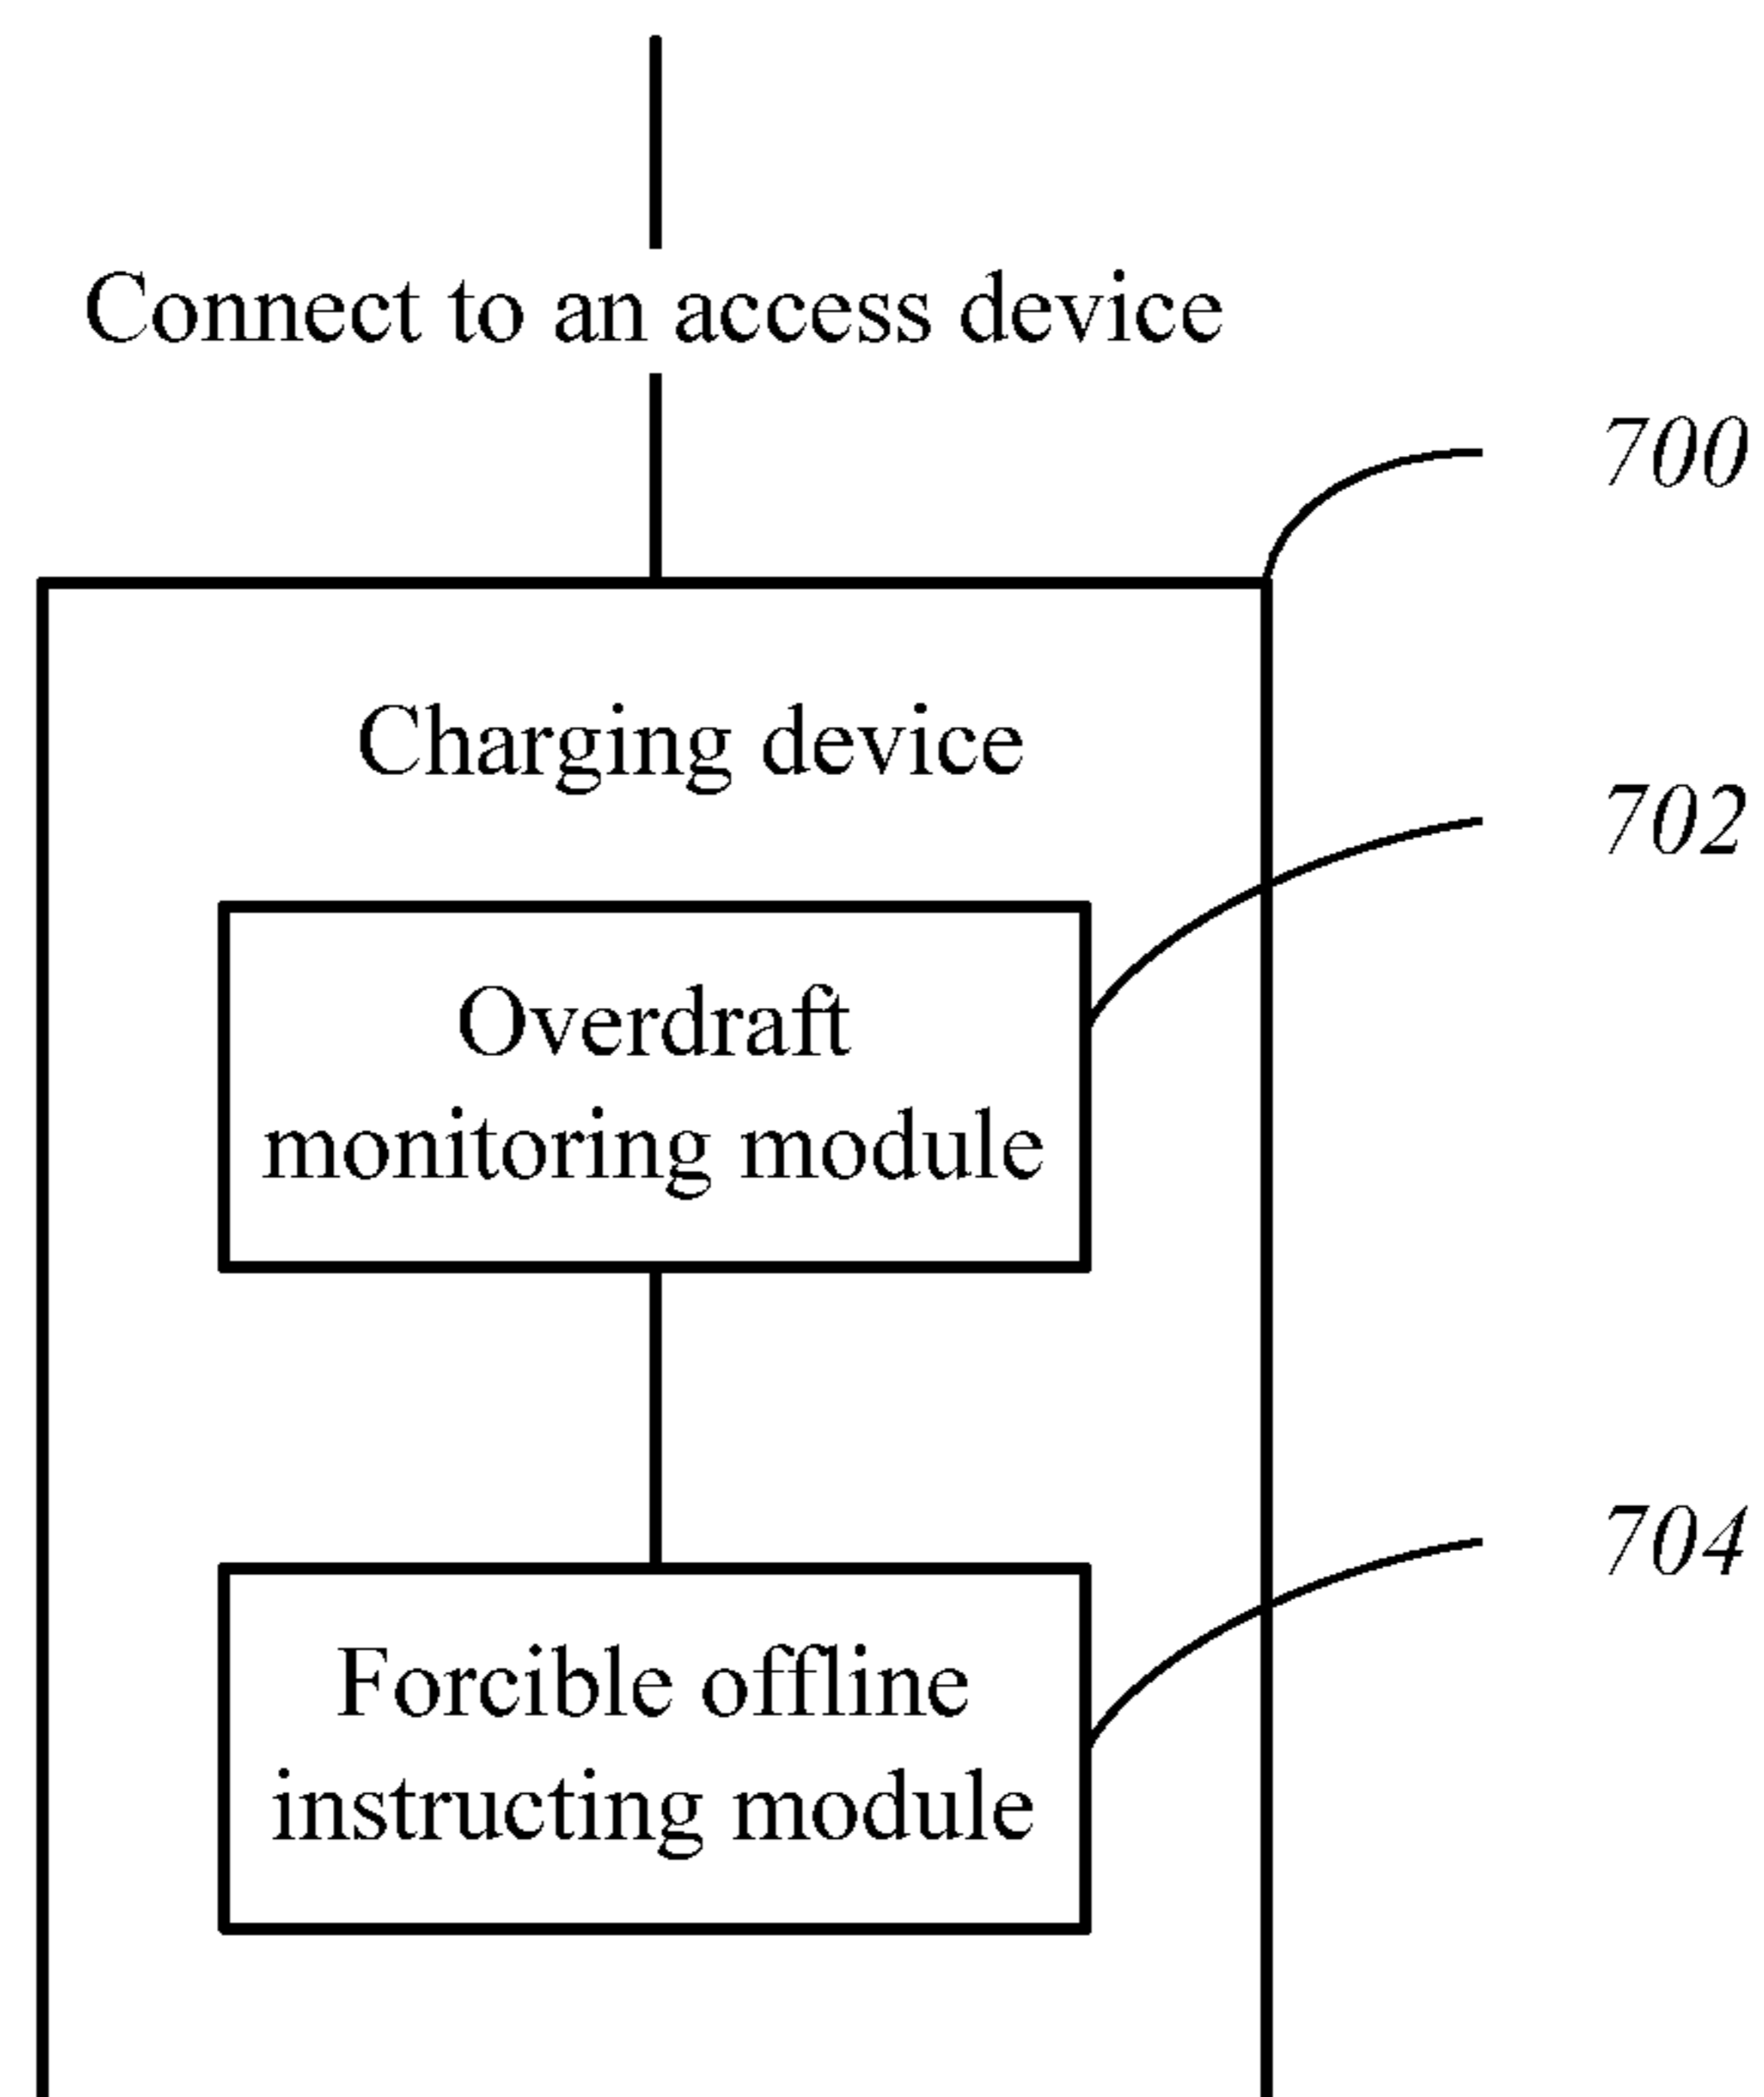 Connect to an access device
700
Charging device
702
Overdraft
monitoring module
704
Forcible offline
instructing module